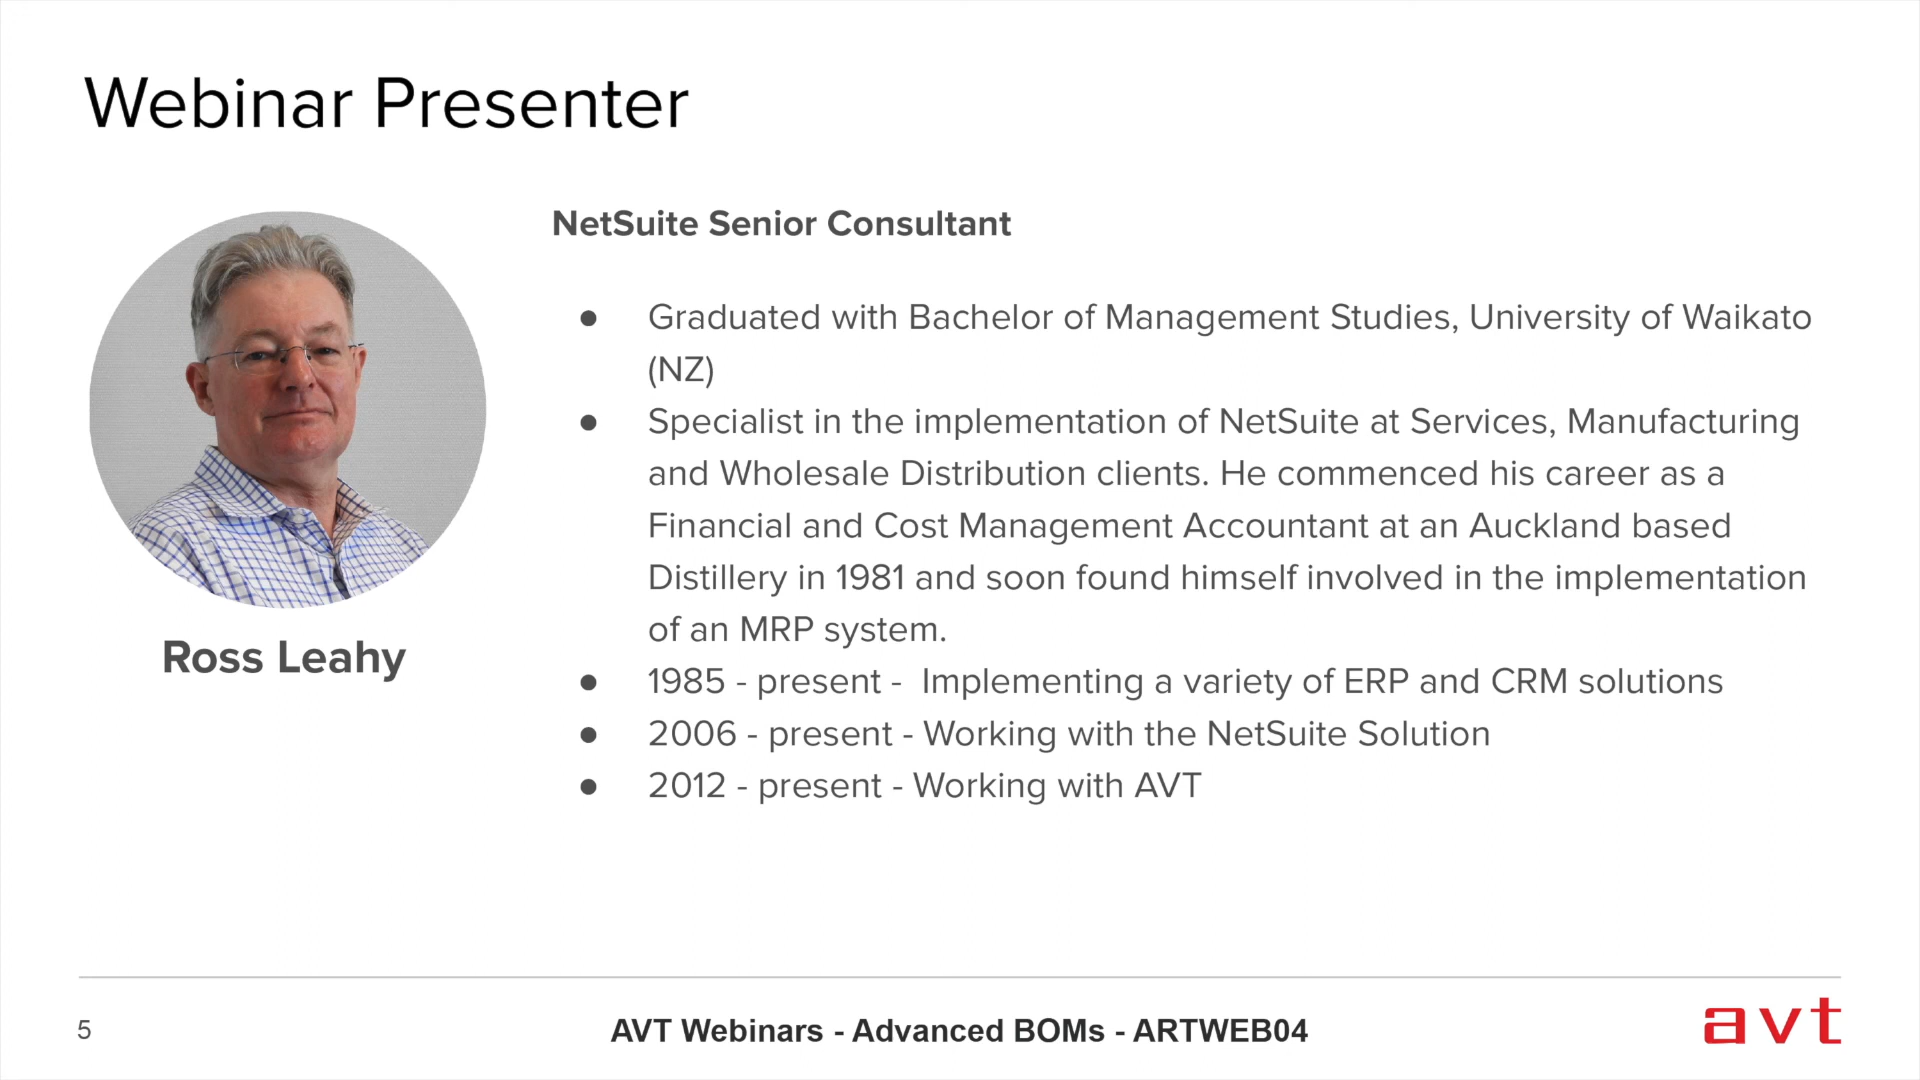 Webinar Presenter
NetSuite Senior Consultant
● Graduated with Bachelor of Management Studies, University of Waikato
(NZ)
● Specialist in the implementation of NetSuite at Services, Manufacturing
and Wholesale Distribution clients. He commenced his career as a
Financial and Cost Management Accountant at an Auckland based
Distillery in 1981 and soon found himself involved in the implementation
of an MRP system.
● 1985 - present -  Implementing a variety of ERP and CRM solutions
● 2006 - present - Working with the NetSuite Solution
● 2012 - present - Working with AVT
Ross Leahy
5
AVT Webinars - Advanced BOMs - ARTWEB04
avt